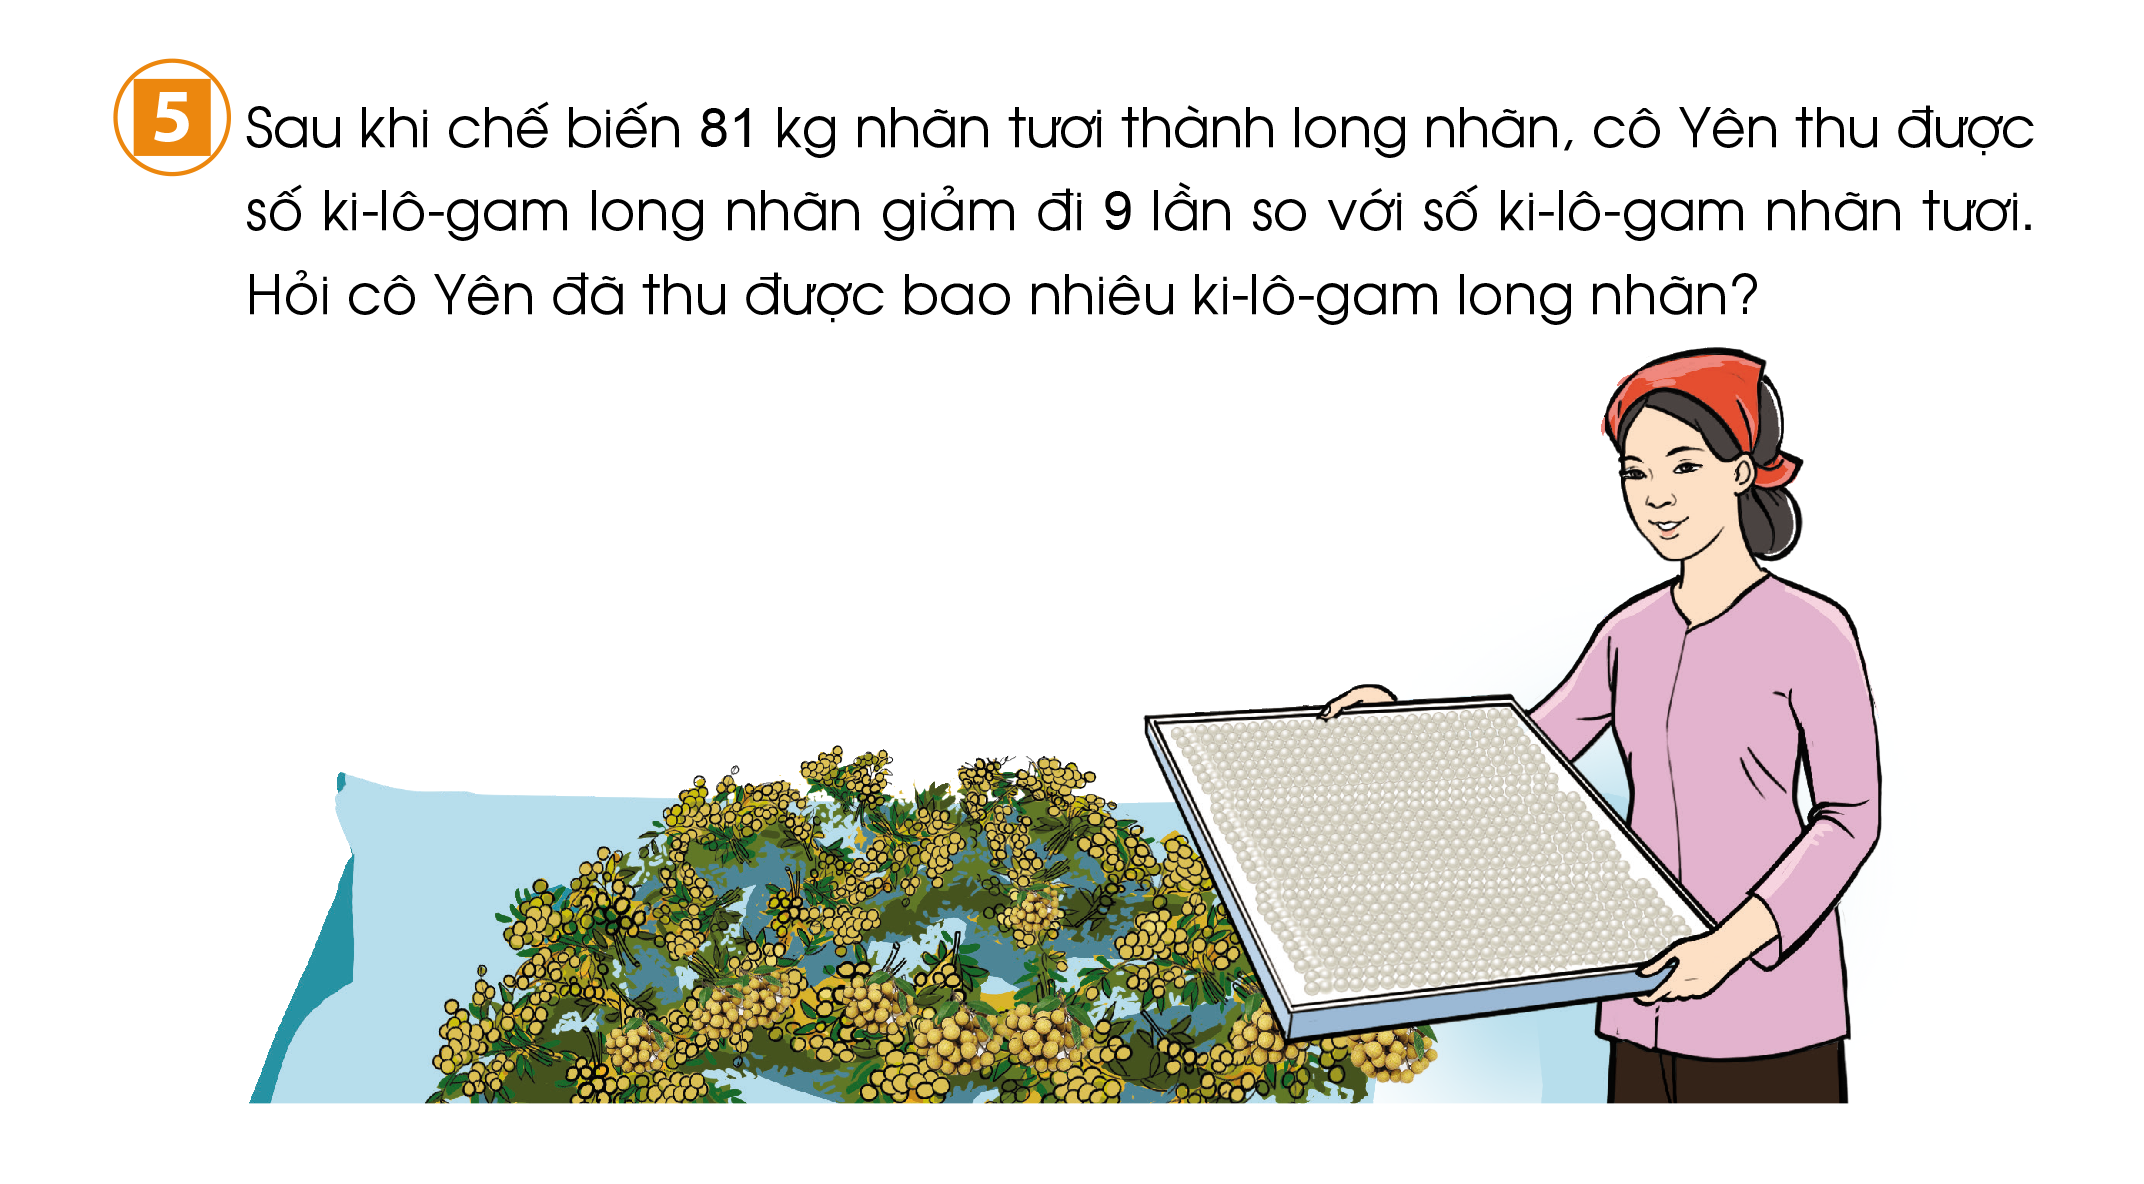 5
Sau khi chế biến 81 kg nhãn tươi thành long nhãn, cô Yên thu được
số ki-lô-gam long nhãn giảm đi 9 lần so với số ki-lô-gam nhãn tươi.
Hỏi cô Yên đã thu được bao nhiêu ki-lô-gam long nhãn?